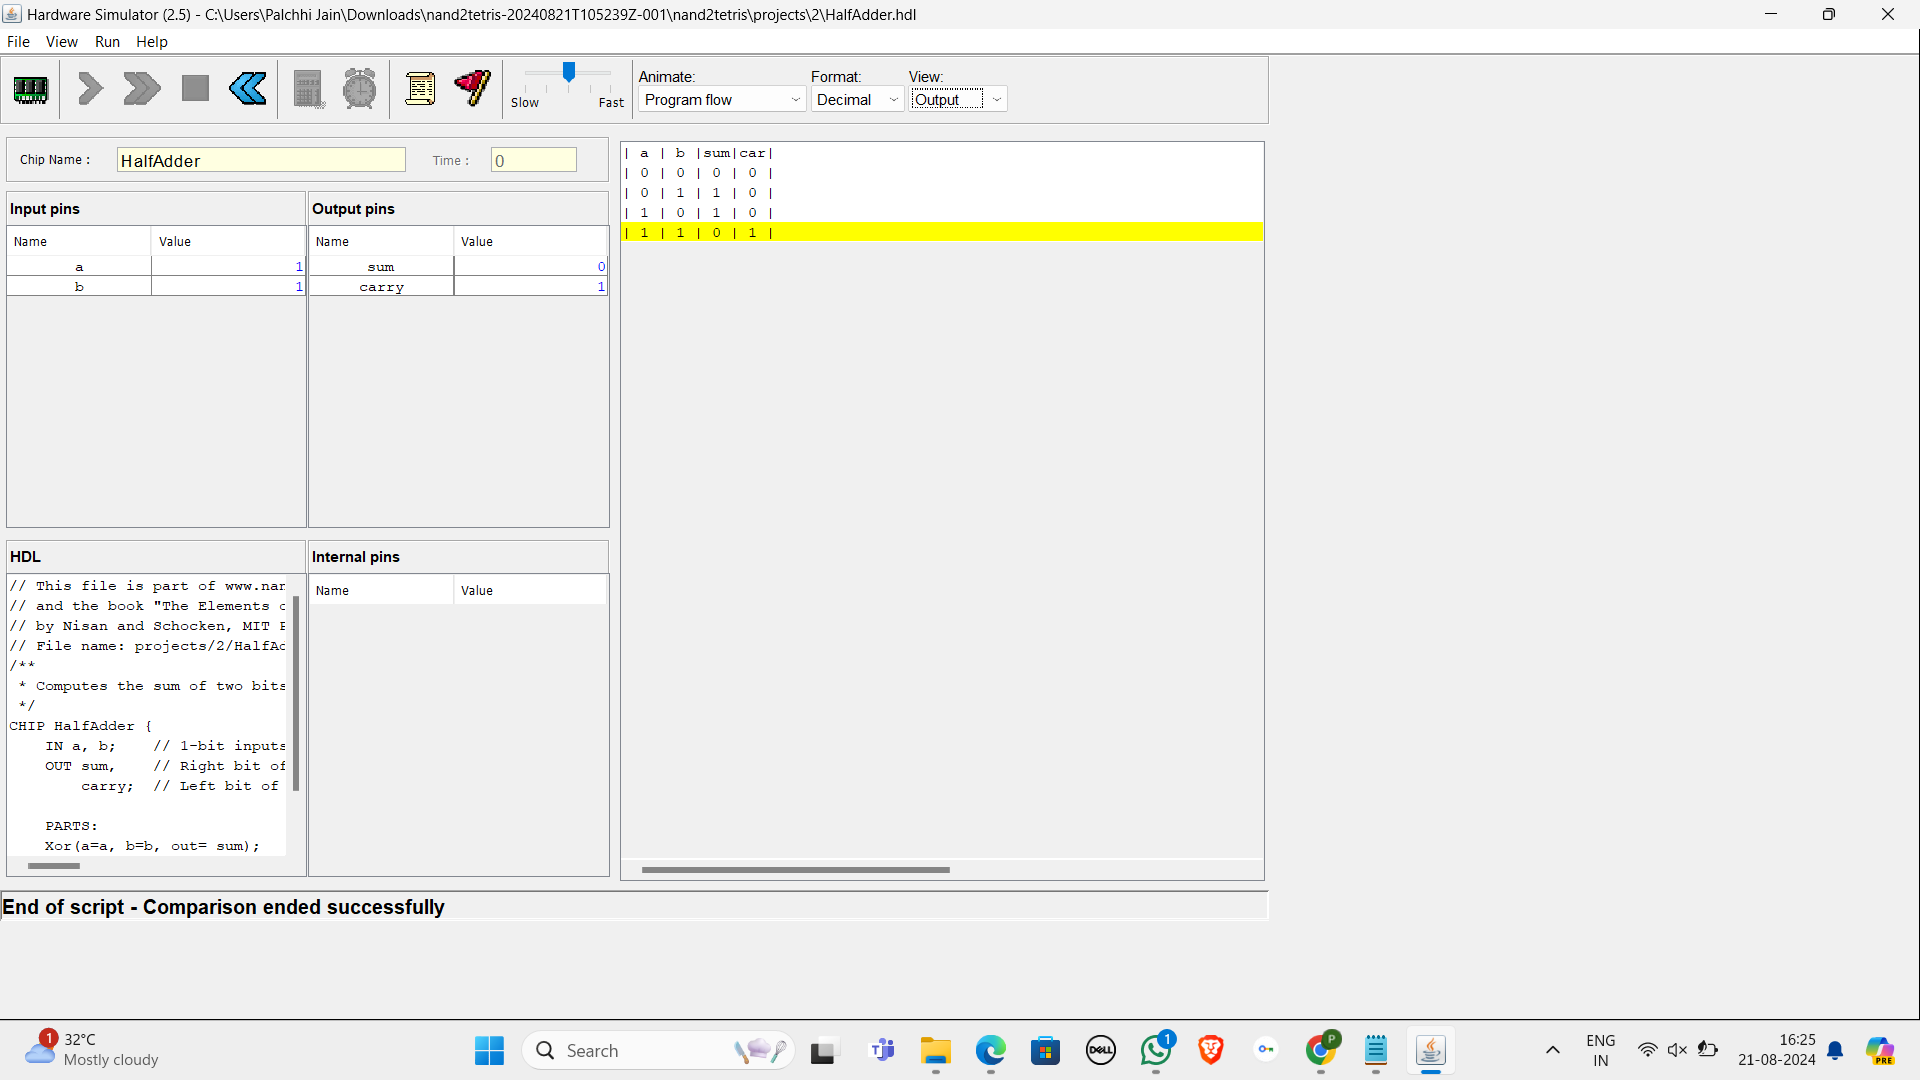 Hardware Simulator (2.5) - C:\Users\Palchhi Jain\Downloads\nand2tetris-20240821T105239Z-001\nand2tetris\projects\2\HalfAdder.hdl
File View Run Help
Slow Fast
Animate: Format: View:
Program flow Decimal Output
Chip Name : HalfAdder Time : 0
Input pins Output pins
Name Value Name Value
a 1 sum 0
b 1 carry 1
| a | b |sum|car|
| 0 | 0 | 0 | 0 |
| 0 | 1 | 1 | 0 |
| 1 | 0 | 1 | 0 |
| 1 | 1 | 0 | 1 |
HDL
// This file is part of www.nan
// and the book "The Elements o
// by Nisan and Schocken, MIT P
// File name: projects/2/HalfAd
/**
* Computes the sum of two bits
*/
CHIP HalfAdder {
IN a, b; // 1-bit inputs
OUT sum, // Right bit of
carry; // Left bit of
PARTS:
Xor(a=a, b=b, out= sum);
Internal pins
Name Value
End of script - Comparison ended successfully
1
32°C
Mostly cloudy
Search
DELL
1
P
ENG
IN
16:25
21-08-2024
PRE